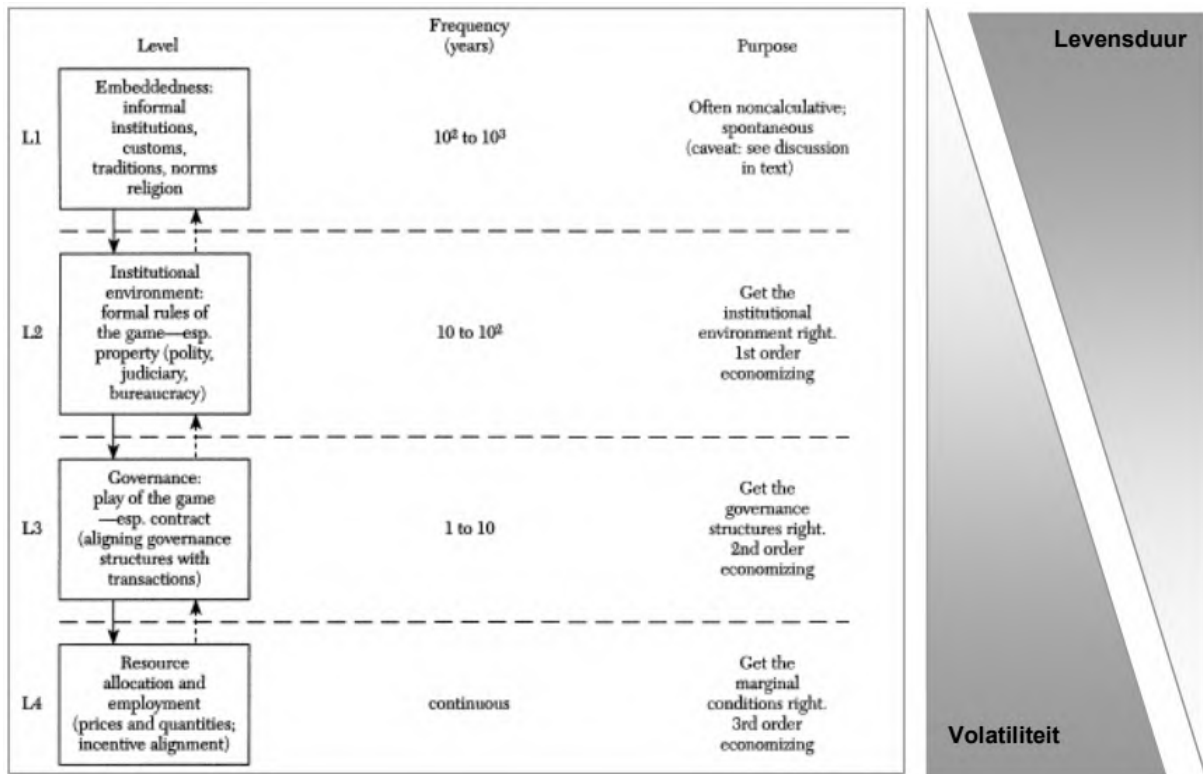 Level
Frequency
(years)
Purpose
L1
Embeddedness:
informal
institutions,
customs,
traditions, norms
religion
10² to 10³
Often noncalculative;
spontaneous
(caveat: see discussion
in text)
L2
Institutional
environment:
formal rules of
the game—esp.
property (polity,
judiciary,
bureaucracy)
10 to 10²
Get the
institutional
environment right.
1st order
economizing
L3
Governance:
play of the game
—esp. contract
(aligning governance
structures with
transactions)
1 to 10
Get the
governance
structures right.
2nd order
economizing
L4
Resource
allocation and
employment
(prices and quantities;
incentive alignment)
continuous
Get the
marginal
conditions right.
3rd order
economizing
Levensduur
Volatiliteit